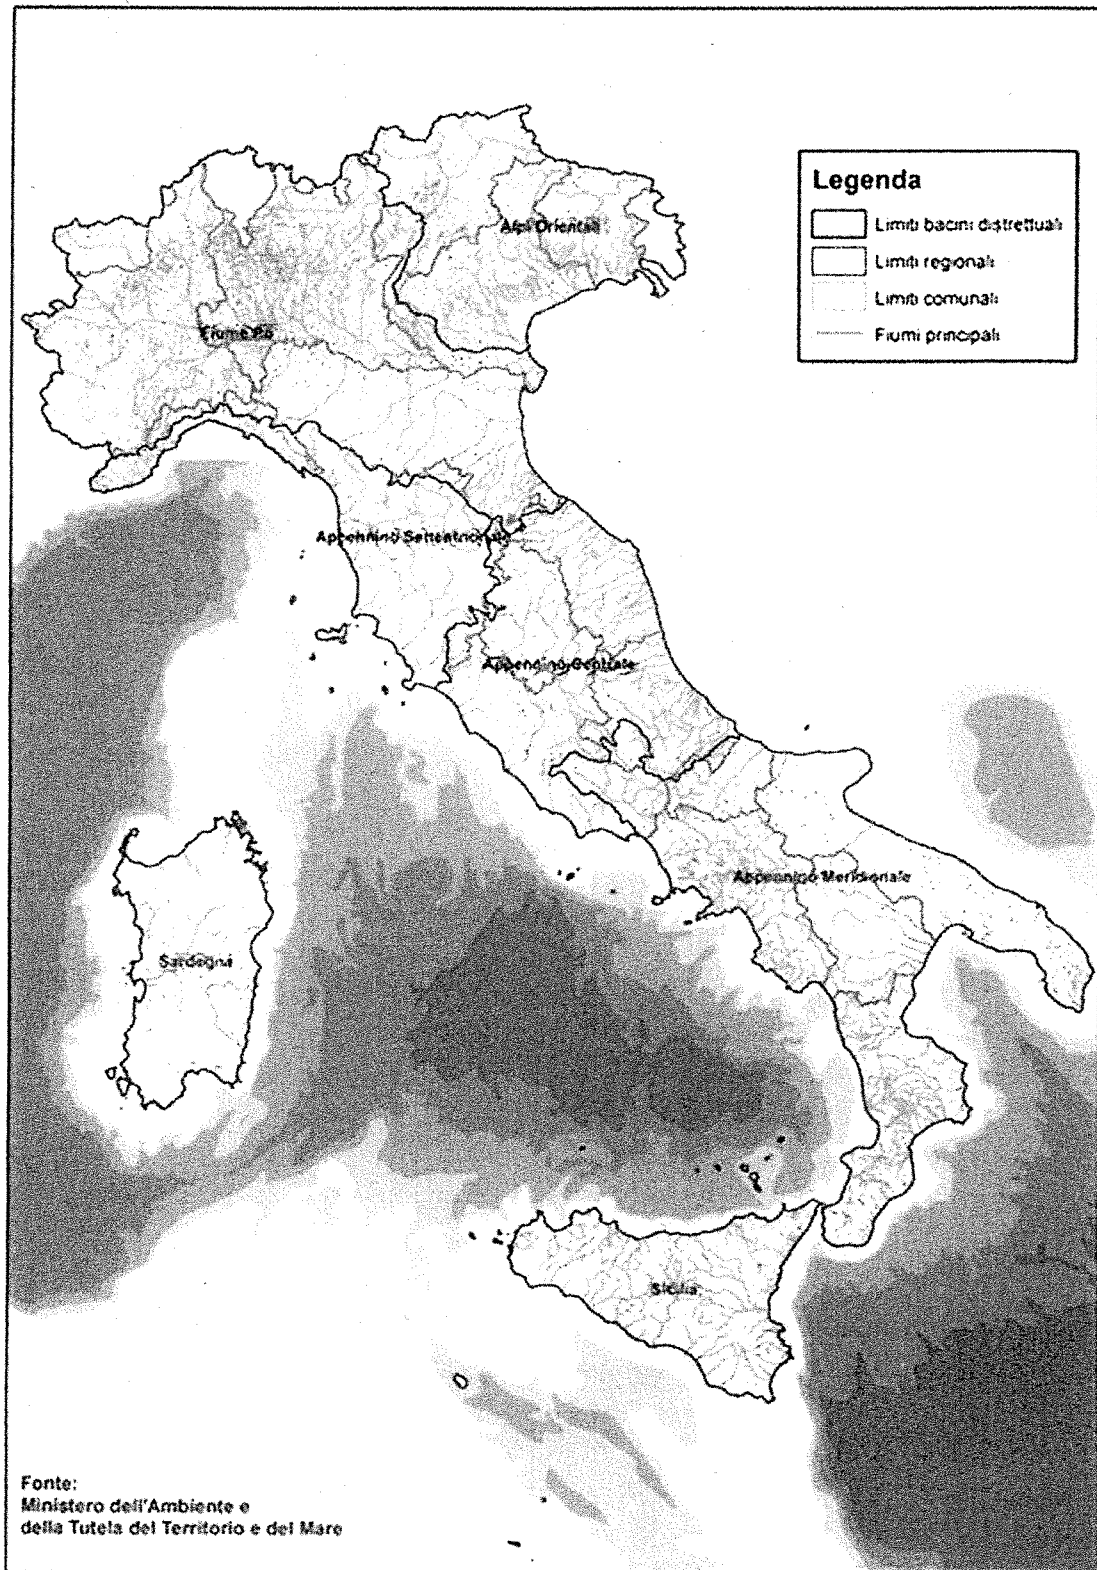 Legenda
Limiti bacini distrettuali
Limiti regionali
Limiti comunali
Fiumi principali
Alpi Orientali
Fiume Po
Appennino Settentrionale
Appennino Centrale
Appennino Meridionale
Sardegna
Sicilia
Fonte:
Ministero dell'Ambiente e
della Tutela del Territorio e del Mare